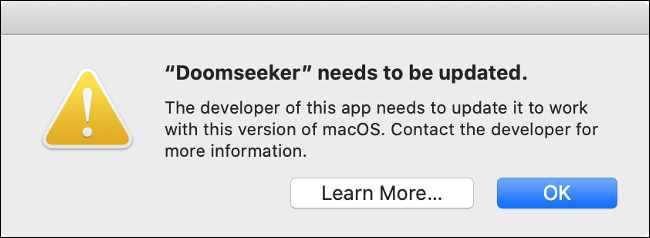 “Doomseeker” needs to be updated.
The developer of this app needs to update it to work
with this version of macOS. Contact the developer for
more information.
Learn More...
OK